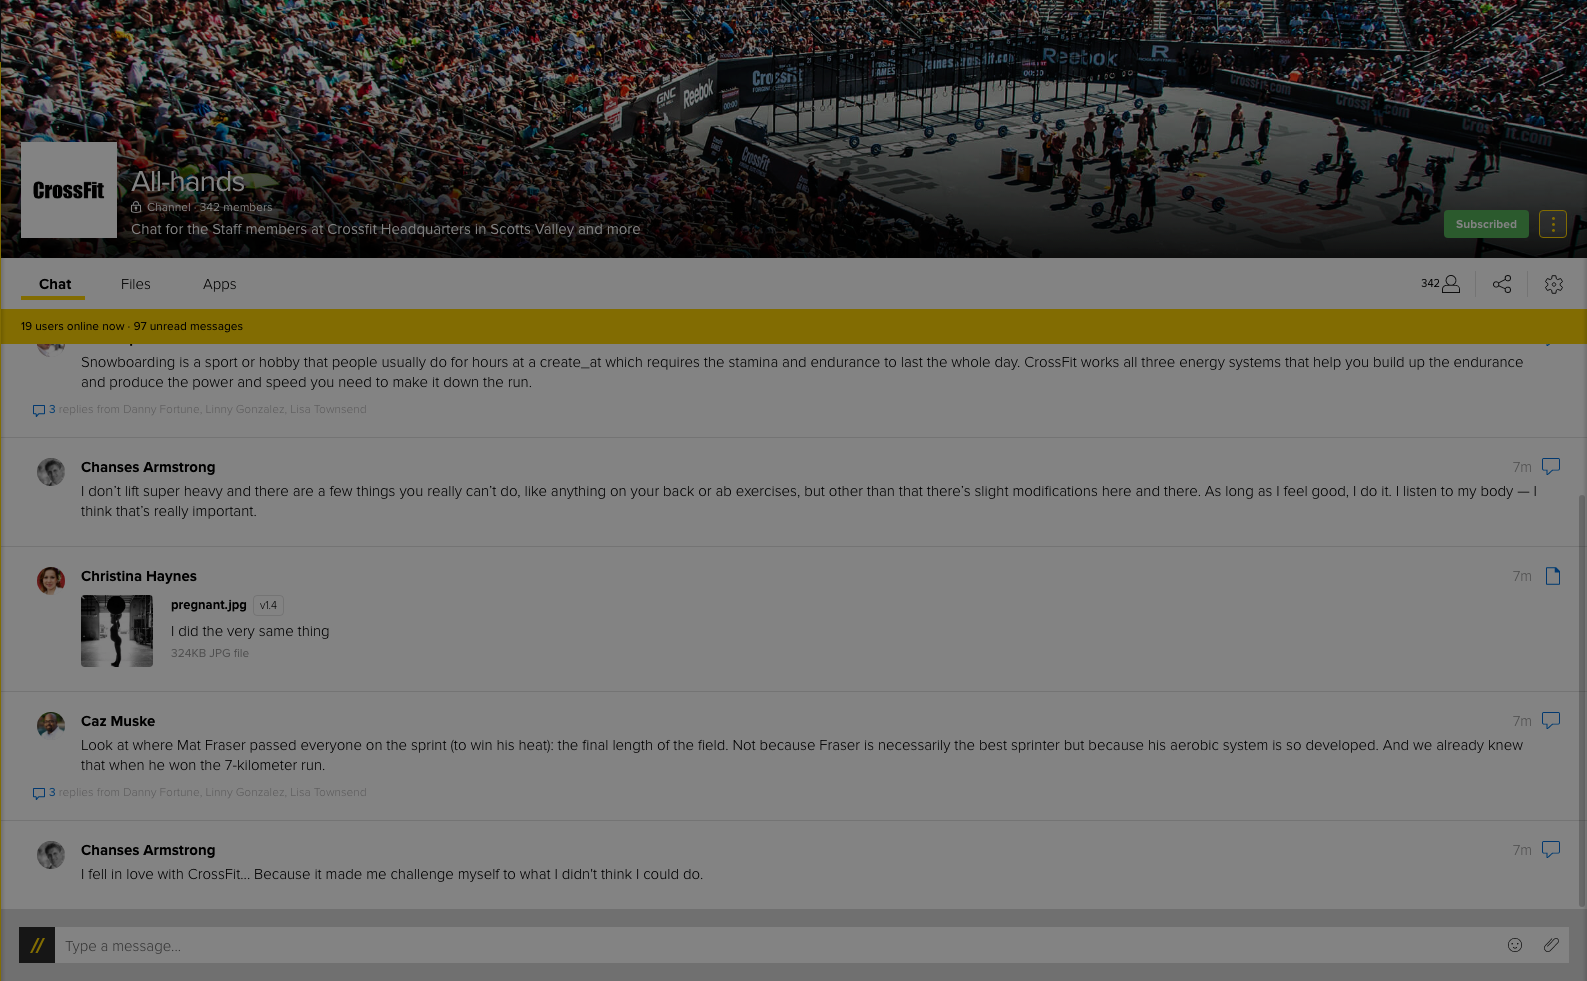 CrossFit
Reebok
R
GNC
Reebok
CrossFit
CrossFit
All-hands
Channel · 342 members
Chat for the Staff members at Crossfit Headquarters in Scotts Valley and more
Subscribed
Chat
Files
Apps
342
19 users online now · 97 unread messages
Snowboarding is a sport or hobby that people usually do for hours at a create_at which requires the stamina and endurance to last the whole day. CrossFit works all three energy systems that help you build up the endurance
and produce the power and speed you need to make it down the run.
3 replies from Danny Fortune, Linny Gonzalez, Lisa Townsend
Chanses Armstrong
7m
I don’t lift super heavy and there are a few things you really can’t do, like anything on your back or ab exercises, but other than that there’s slight modifications here and there. As long as I feel good, I do it. I listen to my body — I
think that’s really important.
Christina Haynes
7m
pregnant.jpg v1.4
I did the very same thing
324KB JPG file
Caz Muske
7m
Look at where Mat Fraser passed everyone on the sprint (to win his heat): the final length of the field. Not because Fraser is necessarily the best sprinter but because his aerobic system is so developed. And we already knew
that when he won the 7-kilometer run.
3 replies from Danny Fortune, Linny Gonzalez, Lisa Townsend
Chanses Armstrong
7m
I fell in love with CrossFit... Because it made me challenge myself to what I didn't think I could do.
// Type a message...